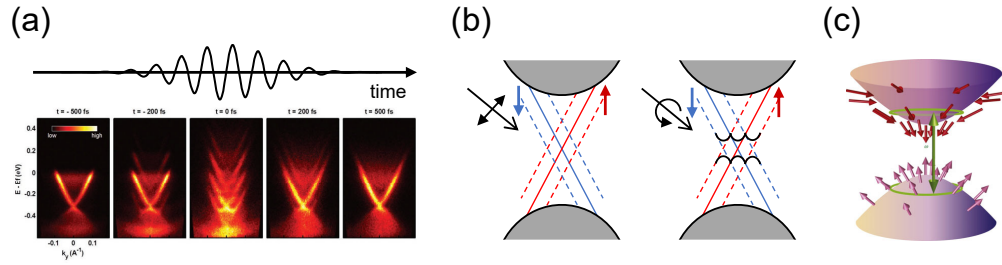 (a)
(b)
(c)
time
t = - 500 fs
t = - 200 fs
t = 0 fs
t = 200 fs
t = 500 fs
low
high
0.4
0.2
0
-0.2
-0.4
E - Ef (eV)
-0.1
0
0.1
k_y (A⁻¹)